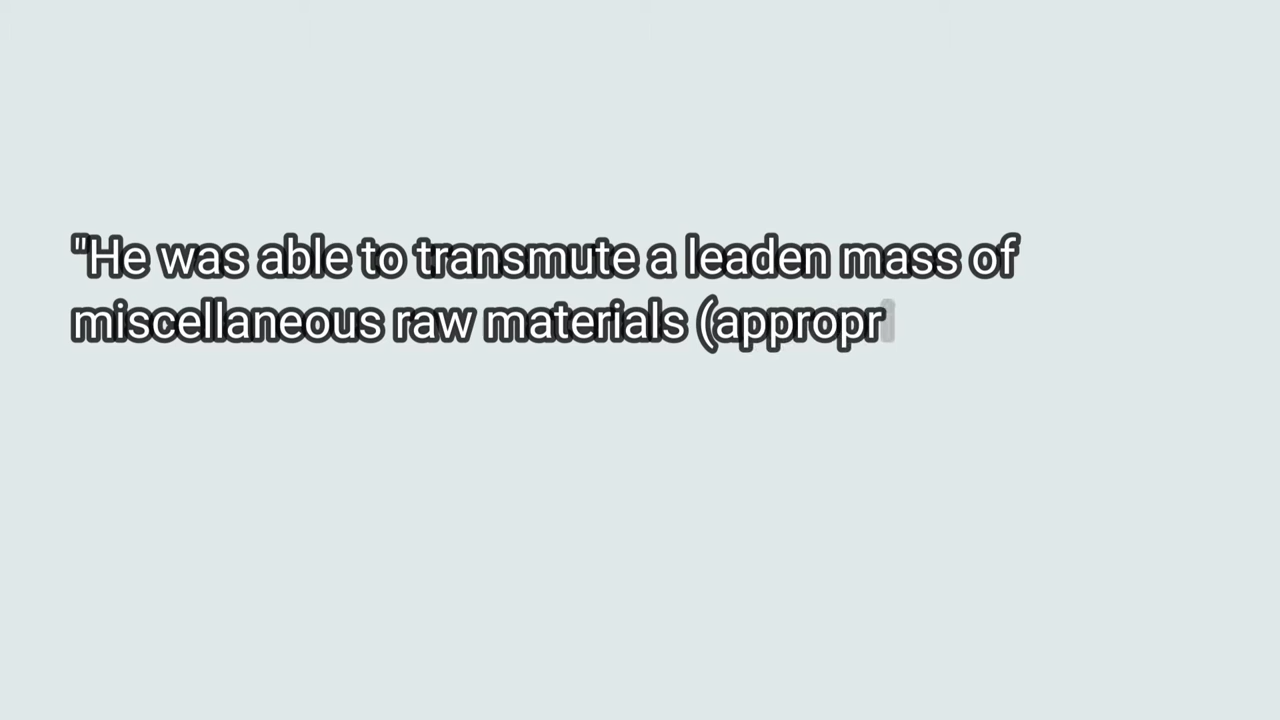 "He was able to transmute a leaden mass of
miscellaneous raw materials (appropr